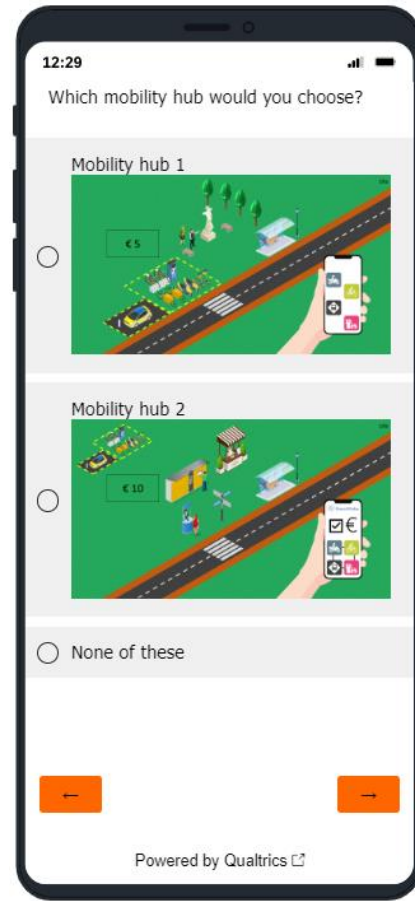 12:29
Which mobility hub would you choose?
Mobility hub 1
€ 5
Mobility hub 2
€ 10
€
None of these
←
→
Powered by Qualtrics